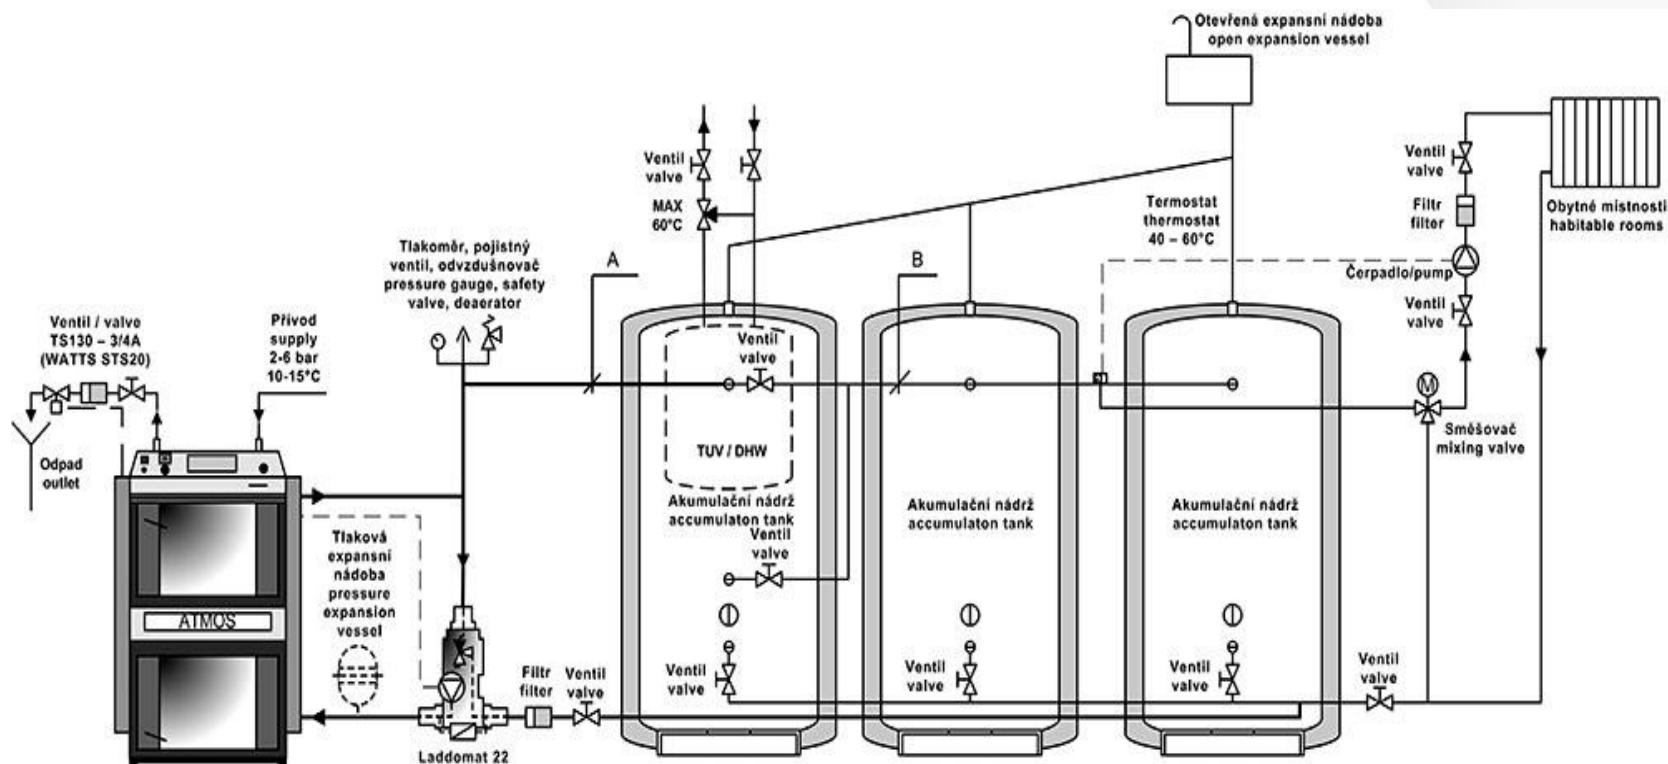 Otevřená expansní nádoba
open expansion vessel
Ventil
valve
MAX
60°C
Termostat
thermostat
40 – 60°C
Ventil
valve
Filtr
filter
Obytné místnosti
habitable rooms
Čerpadlo/pump
Ventil
valve
M
Směšovač
mixing valve
Tlakoměr, pojistný
ventil, odvzdušnovač
pressure gauge, safety
valve, deaerator
A
B
Ventil / valve
TS130 – 3/4A
(WATTS STS20)
Přívod
supply
2-6 bar
10-15°C
Odpad
outlet
Ventil
valve
TUV / DHW
Akumulační nádrž
accumulaton tank
Akumulační nádrž
accumulaton tank
Akumulační nádrž
accumulaton tank
Ventil
valve
Tlaková
expansní
nádoba
pressure
expansion
vessel
ATMOS
Filtr
filter
Ventil
valve
Ventil
valve
Ventil
valve
Ventil
valve
Ventil
valve
Laddomat 22